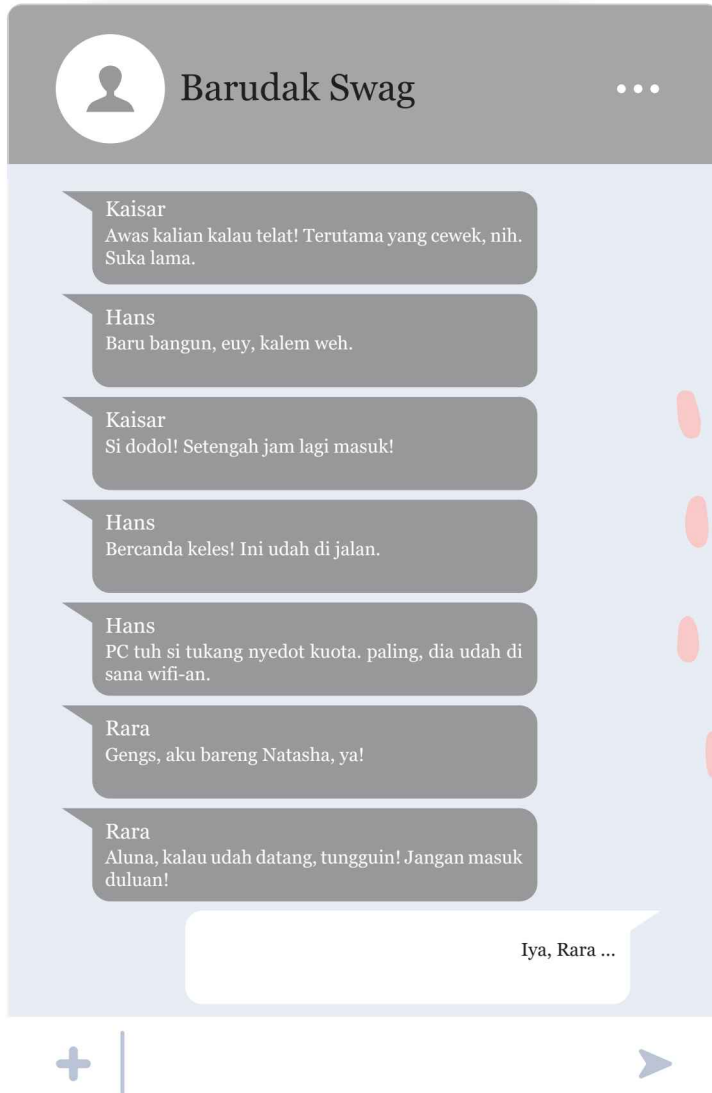 Barudak Swag
Kaisar
Awas kalian kalau telat! Terutama yang cewek, nih.
Suka lama.
Hans
Baru bangun, euy, kalem weh.
Kaisar
Si dodol! Setengah jam lagi masuk!
Hans
Bercanda keles! Ini udah di jalan.
Hans
PC tuh si tukang nyedot kuota. paling, dia udah di
sana wifi-an.
Rara
Gengs, aku bareng Natasha, ya!
Rara
Aluna, kalau udah datang, tungguin! Jangan masuk
duluan!
Iya, Rara ...